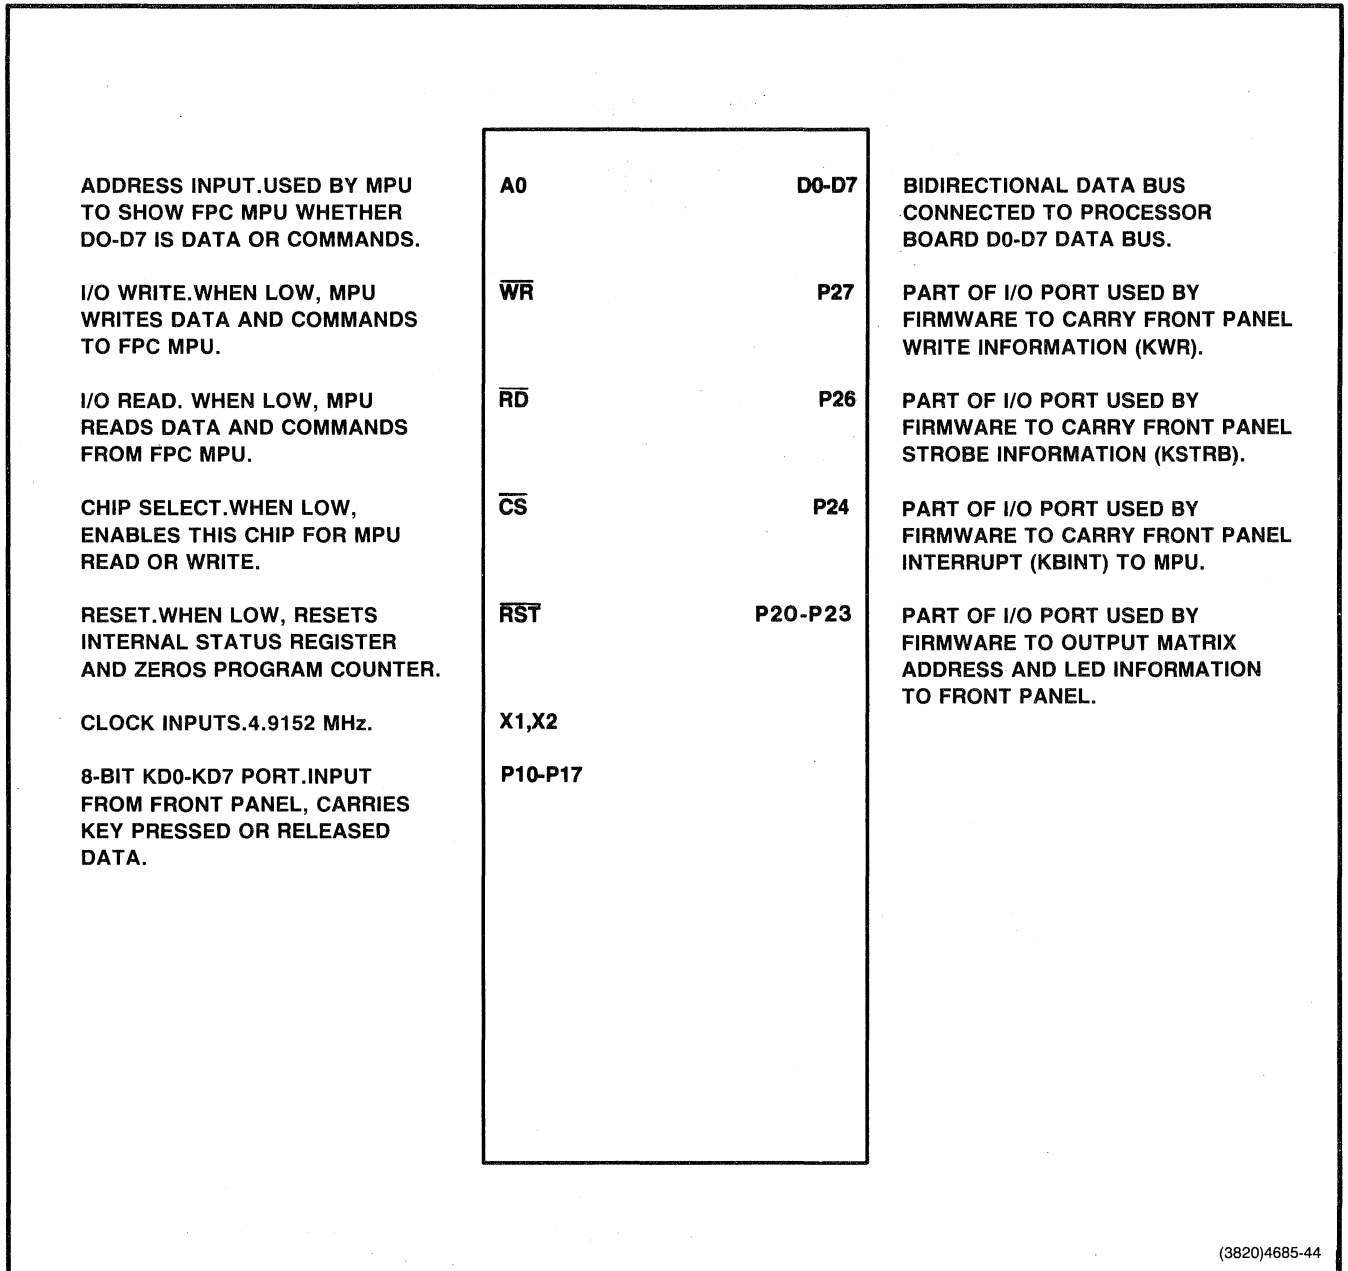 ADDRESS INPUT.USED BY MPU
TO SHOW FPC MPU WHETHER
DO-D7 IS DATA OR COMMANDS.
A0
D0-D7
BIDIRECTIONAL DATA BUS
CONNECTED TO PROCESSOR
BOARD D0-D7 DATA BUS.
I/O WRITE.WHEN LOW, MPU
WRITES DATA AND COMMANDS
TO FPC MPU.
W̅R̅
P27
PART OF I/O PORT USED BY
FIRMWARE TO CARRY FRONT PANEL
WRITE INFORMATION (KWR).
I/O READ. WHEN LOW, MPU
READS DATA AND COMMANDS
FROM FPC MPU.
R̅D̅
P26
PART OF I/O PORT USED BY
FIRMWARE TO CARRY FRONT PANEL
STROBE INFORMATION (KSTRB).
CHIP SELECT.WHEN LOW,
ENABLES THIS CHIP FOR MPU
READ OR WRITE.
C̅S̅
P24
PART OF I/O PORT USED BY
FIRMWARE TO CARRY FRONT PANEL
INTERRUPT (KBINT) TO MPU.
RESET.WHEN LOW, RESETS
INTERNAL STATUS REGISTER
AND ZEROS PROGRAM COUNTER.
R̅S̅T̅
P20-P23
PART OF I/O PORT USED BY
FIRMWARE TO OUTPUT MATRIX
ADDRESS AND LED INFORMATION
TO FRONT PANEL.
CLOCK INPUTS.4.9152 MHz.
X1,X2
8-BIT KD0-KD7 PORT.INPUT
FROM FRONT PANEL, CARRIES
KEY PRESSED OR RELEASED
DATA.
P10-P17
(3820)4685-44